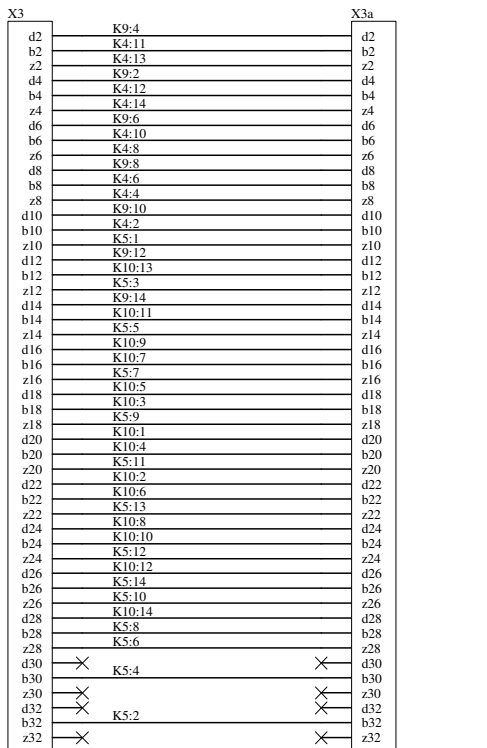 X3 X3a
d2 K9:4 d2
b2 K4:11 b2
z2 K4:13 z2
d4 K9:2 d4
b4 K4:12 b4
z4 K4:14 z4
d6 K9:6 d6
b6 K4:10 b6
z6 K4:8 z6
d8 K9:8 d8
b8 K4:6 b8
z8 K4:4 z8
d10 K9:10 d10
b10 K4:2 b10
z10 K5:1 z10
d12 K9:12 d12
b12 K10:13 b12
z12 K5:3 z12
d14 K9:14 d14
b14 K10:11 b14
z14 K5:5 z14
d16 K10:9 d16
b16 K10:7 b16
z16 K5:7 z16
d18 K10:5 d18
b18 K10:3 b18
z18 K5:9 z18
d20 K10:1 d20
b20 K10:4 b20
z20 K5:11 z20
d22 K10:2 d22
b22 K10:6 b22
z22 K5:13 z22
d24 K10:8 d24
b24 K10:10 b24
z24 K5:12 z24
d26 K10:12 d26
b26 K5:14 b26
z26 K5:10 z26
d28 K10:14 d28
b28 K5:8 b28
z28 K5:6 z28
d30 d30
b30 K5:4 b30
z30 z30
d32 d32
b32 K5:2 b32
z32 z32